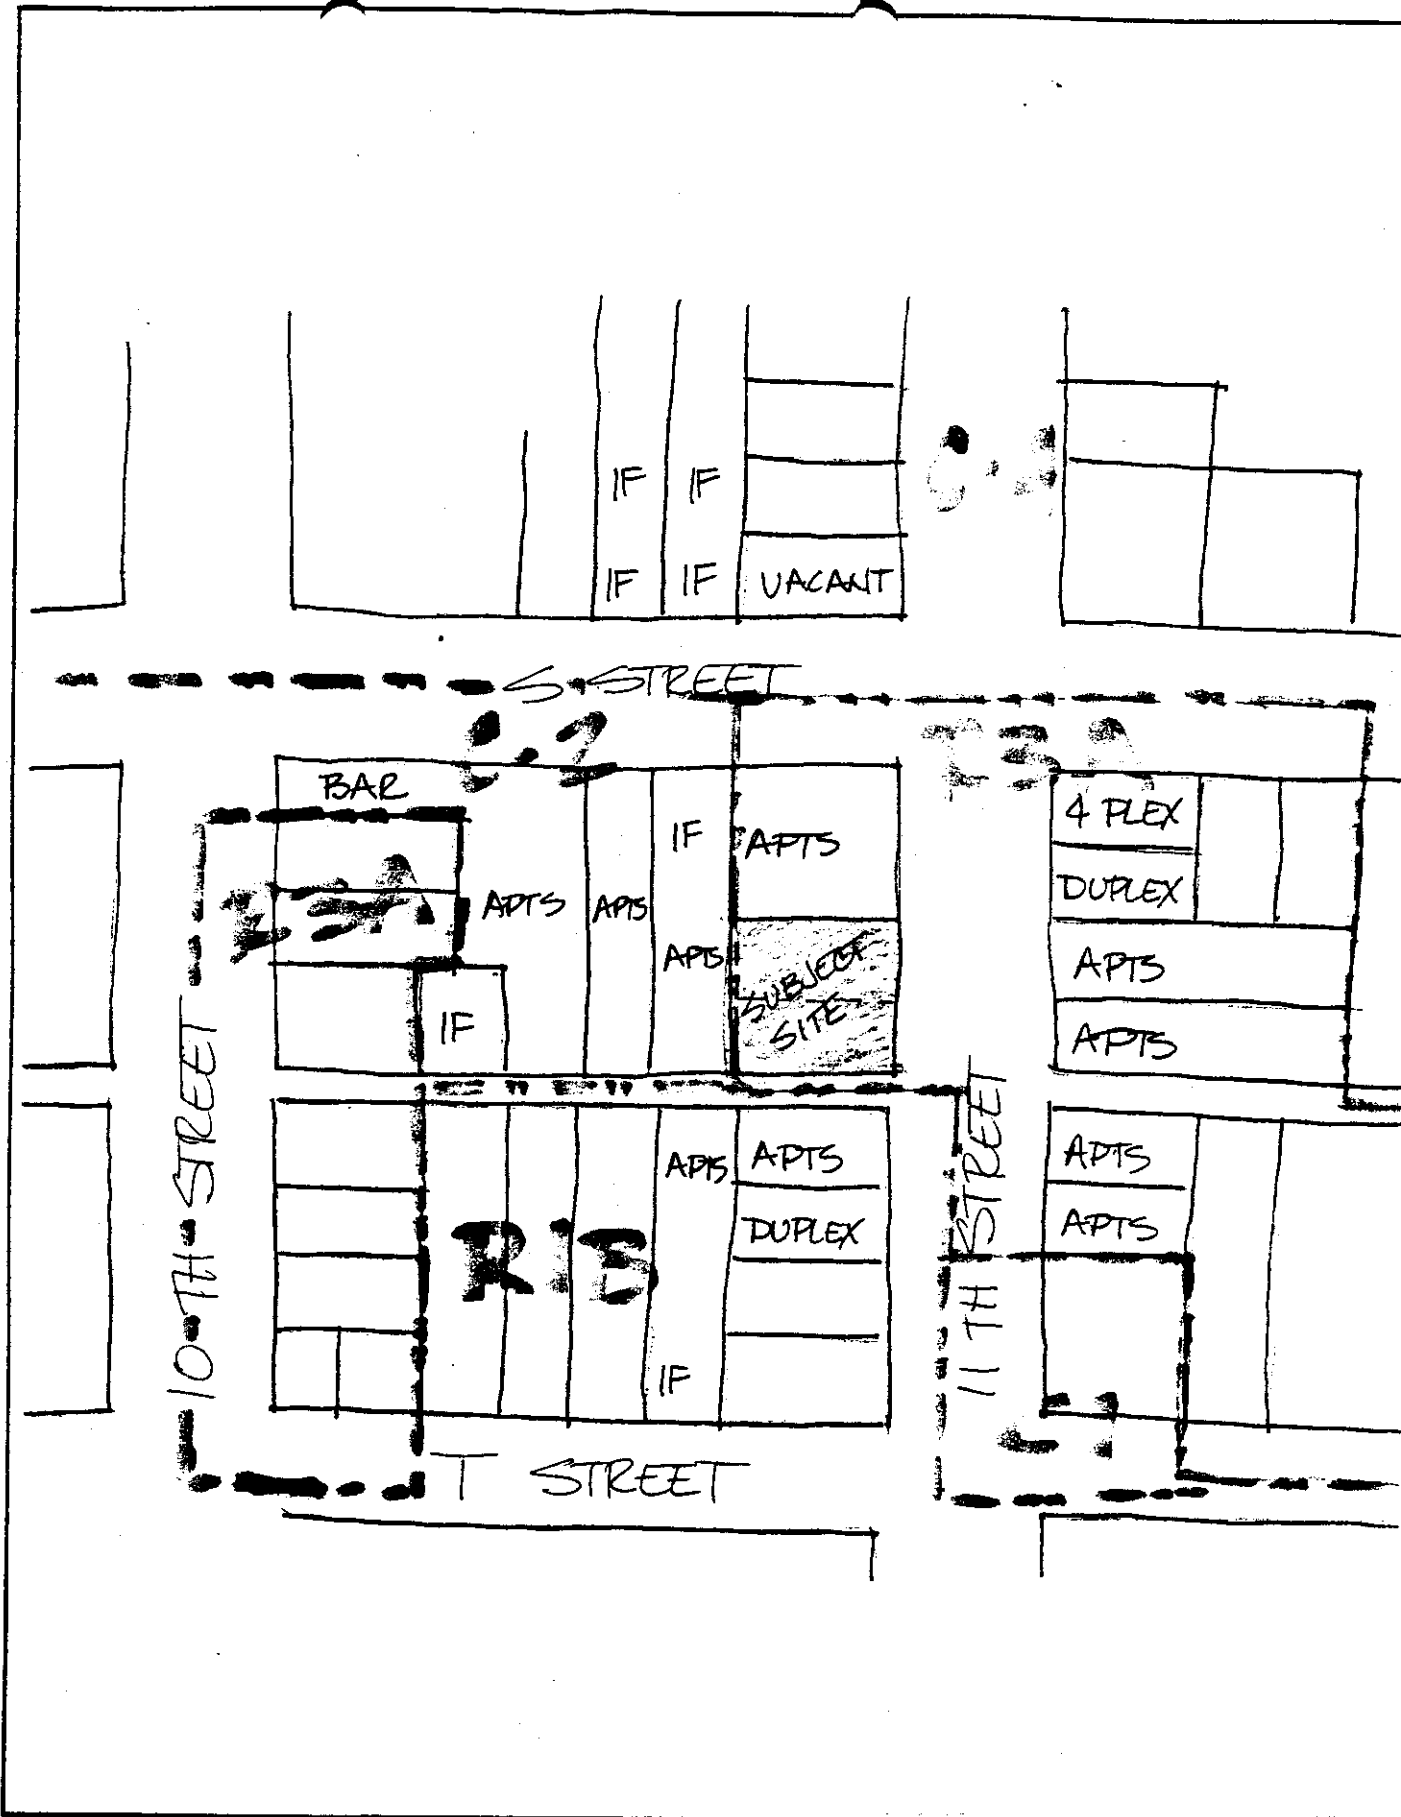 IF IF
IF IF VACANT
S STREET
C-2
BAR
4 PLEX
IF
APTS
DUPLEX
APTS APTS
APTS
APTS
SUBJECT
SITE
IF
APTS
10TH STREET
11TH STREET
APTS
APTS
APTS
DUPLEX
APTS
R1B
IF
T STREET